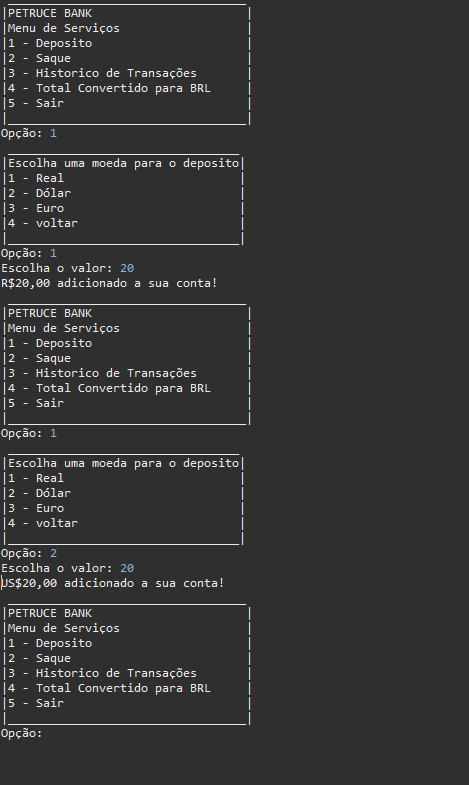 PETRUCE BANK
Menu de Serviços
1 - Deposito
2 - Saque
3 - Historico de Transações
4 - Total Convertido para BRL
5 - Sair
Opção: 1
Escolha uma moeda para o deposito
1 - Real
2 - Dólar
3 - Euro
4 - voltar
Opção: 1
Escolha o valor: 20
R$20,00 adicionado a sua conta!
PETRUCE BANK
Menu de Serviços
1 - Deposito
2 - Saque
3 - Historico de Transações
4 - Total Convertido para BRL
5 - Sair
Opção: 1
Escolha uma moeda para o deposito
1 - Real
2 - Dólar
3 - Euro
4 - voltar
Opção: 2
Escolha o valor: 20
US$20,00 adicionado a sua conta!
PETRUCE BANK
Menu de Serviços
1 - Deposito
2 - Saque
3 - Historico de Transações
4 - Total Convertido para BRL
5 - Sair
Opção: